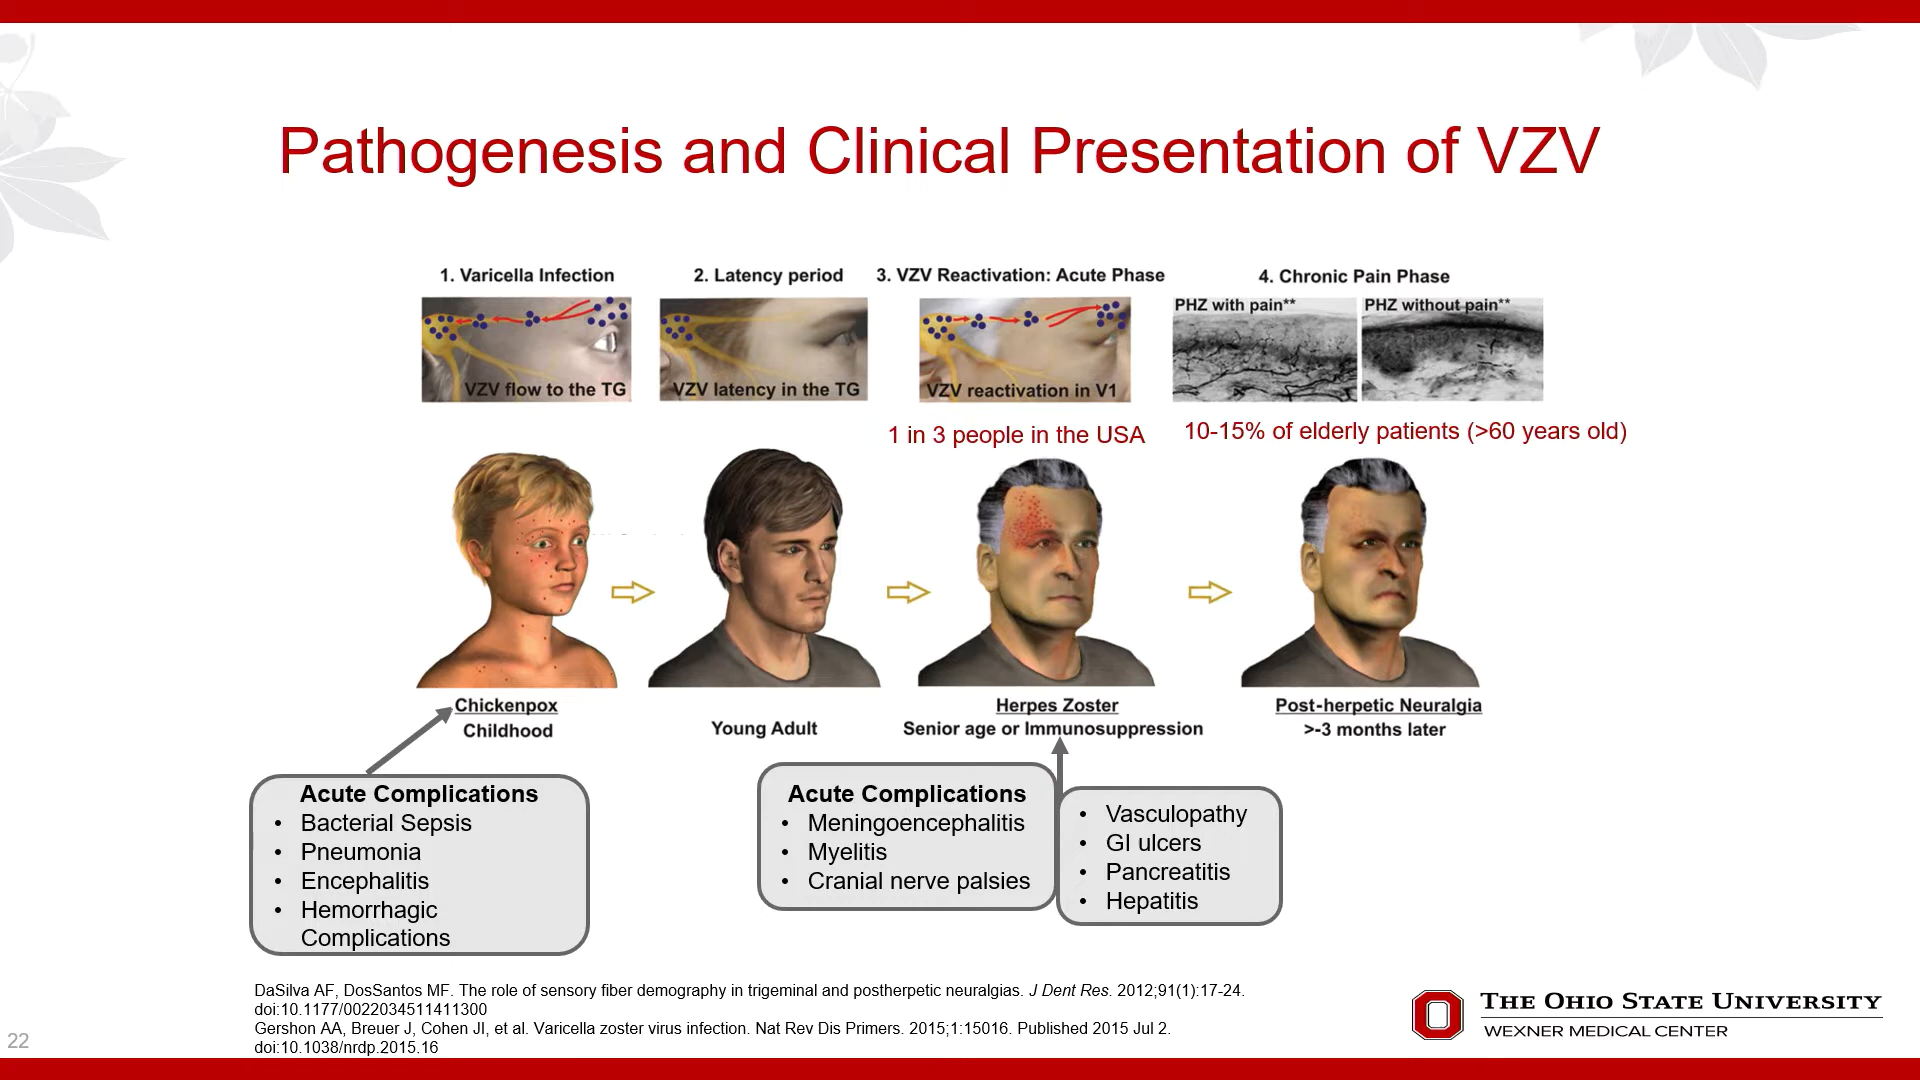 Pathogenesis and Clinical Presentation of VZV
1. Varicella Infection
2. Latency period
3. VZV Reactivation: Acute Phase
4. Chronic Pain Phase
VZV flow to the TG
VZV latency in the TG
VZV reactivation in V1
PHZ with pain**
PHZ without pain**
1 in 3 people in the USA
10-15% of elderly patients (>60 years old)
Chickenpox
Childhood
Young Adult
Herpes Zoster
Senior age or Immunosuppression
Post-herpetic Neuralgia
>-3 months later
Acute Complications
• Bacterial Sepsis
• Pneumonia
• Encephalitis
• Hemorrhagic
Complications
Acute Complications
• Meningoencephalitis
• Myelitis
• Cranial nerve palsies
• Vasculopathy
• GI ulcers
• Pancreatitis
• Hepatitis
DaSilva AF, DosSantos MF. The role of sensory fiber demography in trigeminal and postherpetic neuralgias. J Dent Res. 2012;91(1):17-24.
doi:10.1177/0022034511411300
Gershon AA, Breuer J, Cohen JI, et al. Varicella zoster virus infection. Nat Rev Dis Primers. 2015;1:15016. Published 2015 Jul 2.
doi:10.1038/nrdp.2015.16
22
THE OHIO STATE UNIVERSITY
WEXNER MEDICAL CENTER